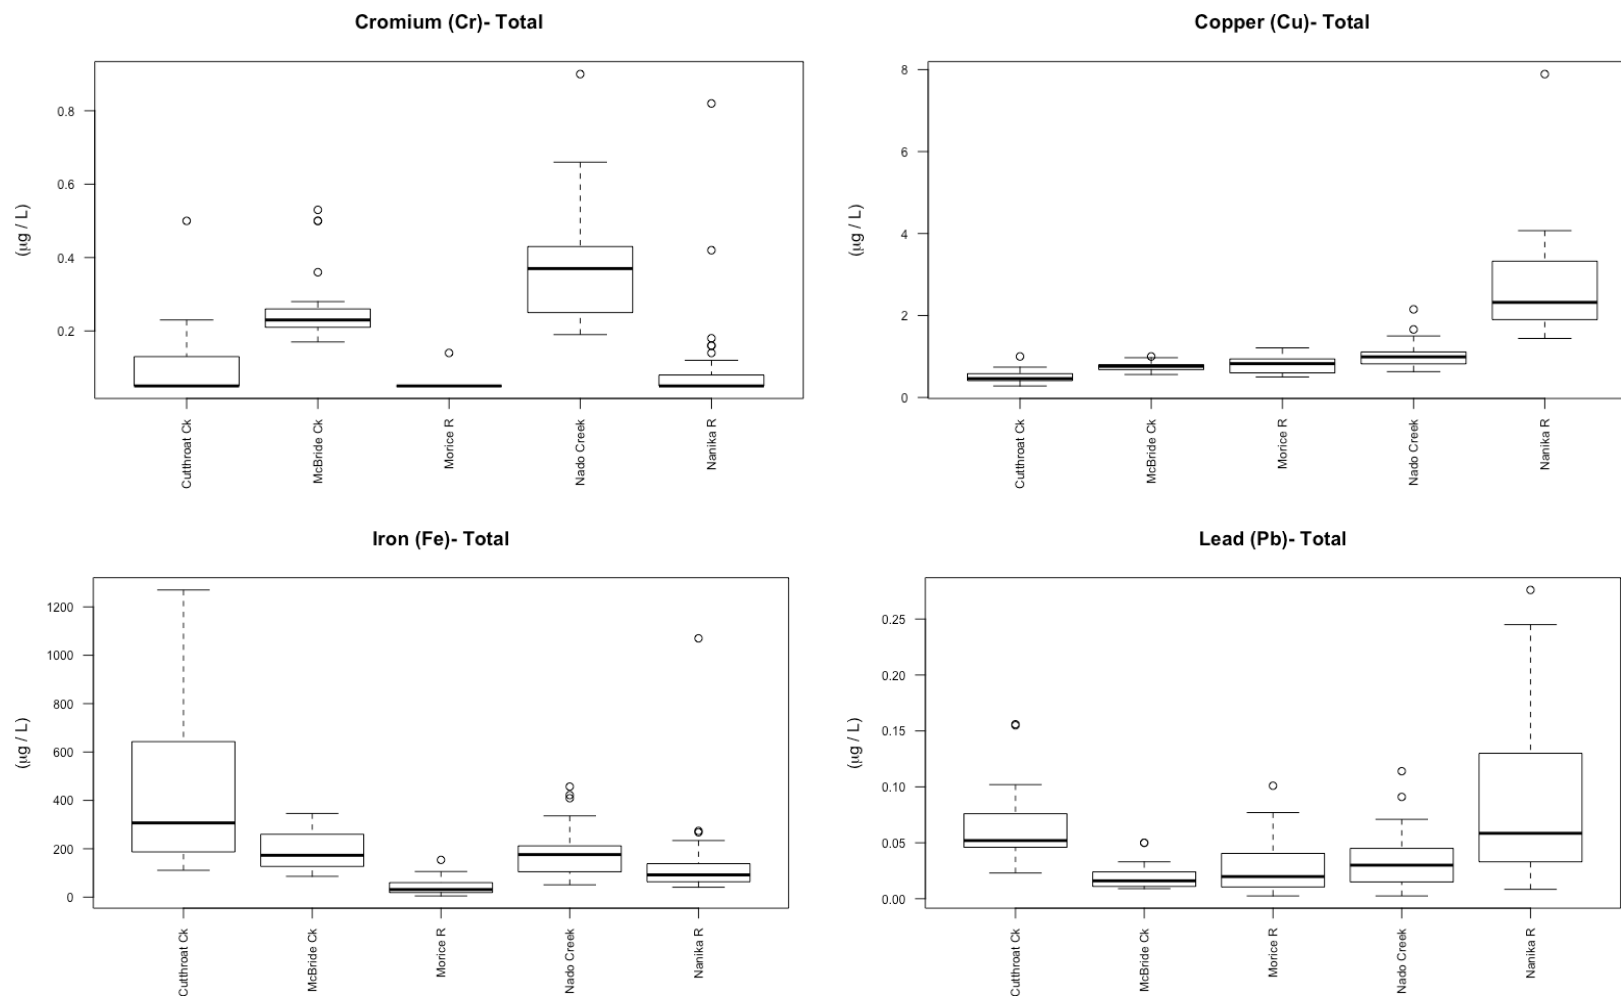 Cromium (Cr)- Total
(µg / L)
0.8
0.6
0.4
0.2
Cutthroat Ck
McBride Ck
Morice R
Nado Creek
Nanika R
Copper (Cu)- Total
(µg / L)
8
6
4
2
0
Cutthroat Ck
McBride Ck
Morice R
Nado Creek
Nanika R
Iron (Fe)- Total
(µg / L)
1200
1000
800
600
400
200
0
Cutthroat Ck
McBride Ck
Morice R
Nado Creek
Nanika R
Lead (Pb)- Total
(µg / L)
0.25
0.20
0.15
0.10
0.05
0.00
Cutthroat Ck
McBride Ck
Morice R
Nado Creek
Nanika R